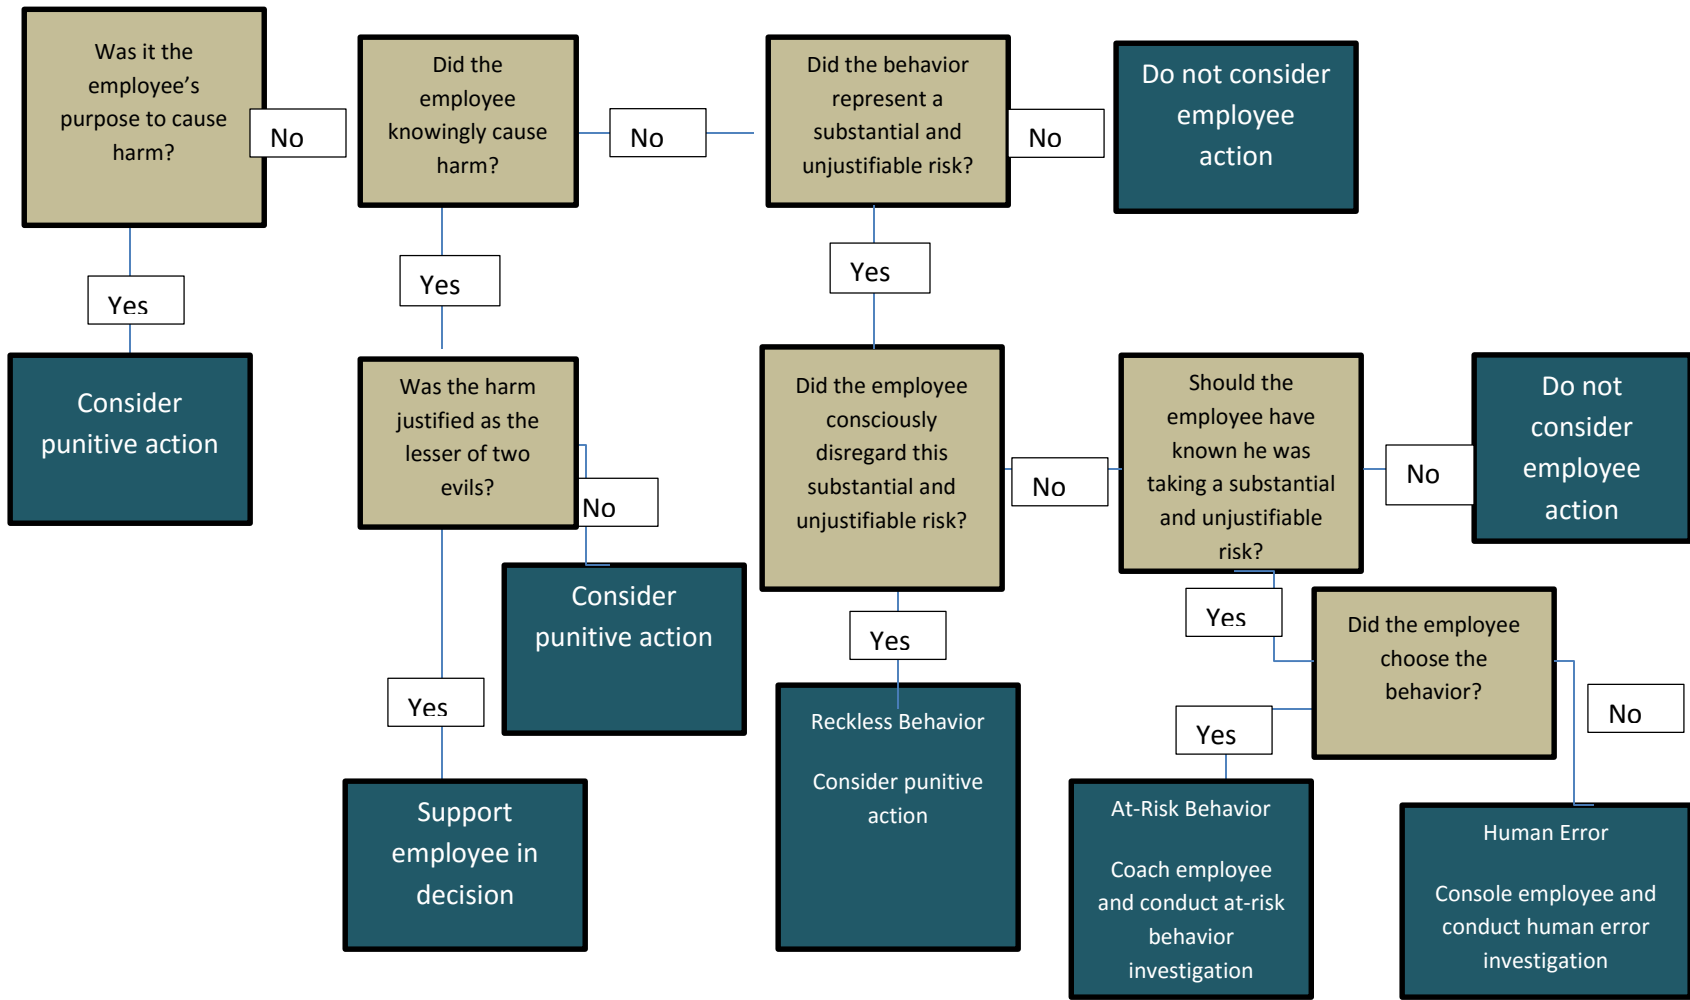 Was it the
employee’s
purpose to cause
harm?
No
Did the
employee
knowingly cause
harm?
No
Did the behavior
represent a
substantial and
unjustifiable risk?
No
Do not consider
employee
action
Yes
Yes
Yes
Consider
punitive action
Was the harm
justified as the
lesser of two
evils?
No
Consider
punitive action
Yes
Support
employee in
decision
Did the employee
consciously
disregard this
substantial and
unjustifiable risk?
No
Should the
employee have
known he was
taking a substantial
and unjustifiable
risk?
No
Do not
consider
employee
action
Yes
Reckless Behavior
Consider punitive
action
Yes
Did the employee
choose the
behavior?
Yes
No
At-Risk Behavior
Coach employee
and conduct at-risk
behavior
investigation
Human Error
Console employee and
conduct human error
investigation